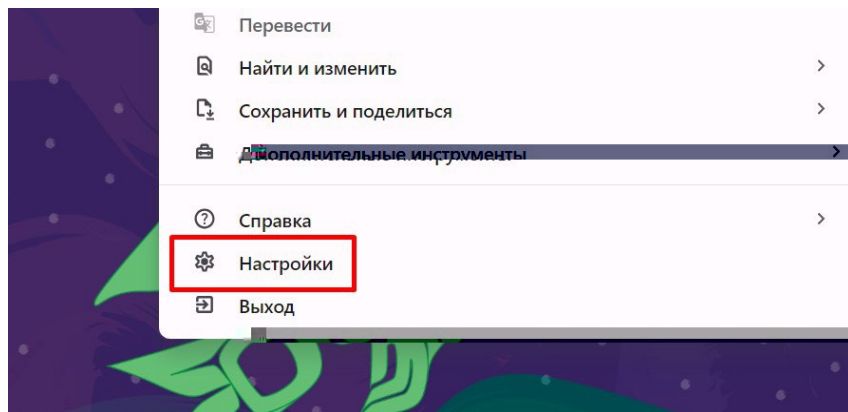 Перевести
Найти и изменить
Сохранить и поделиться
Дополнительные инструменты
Справка
Настройки
Выход